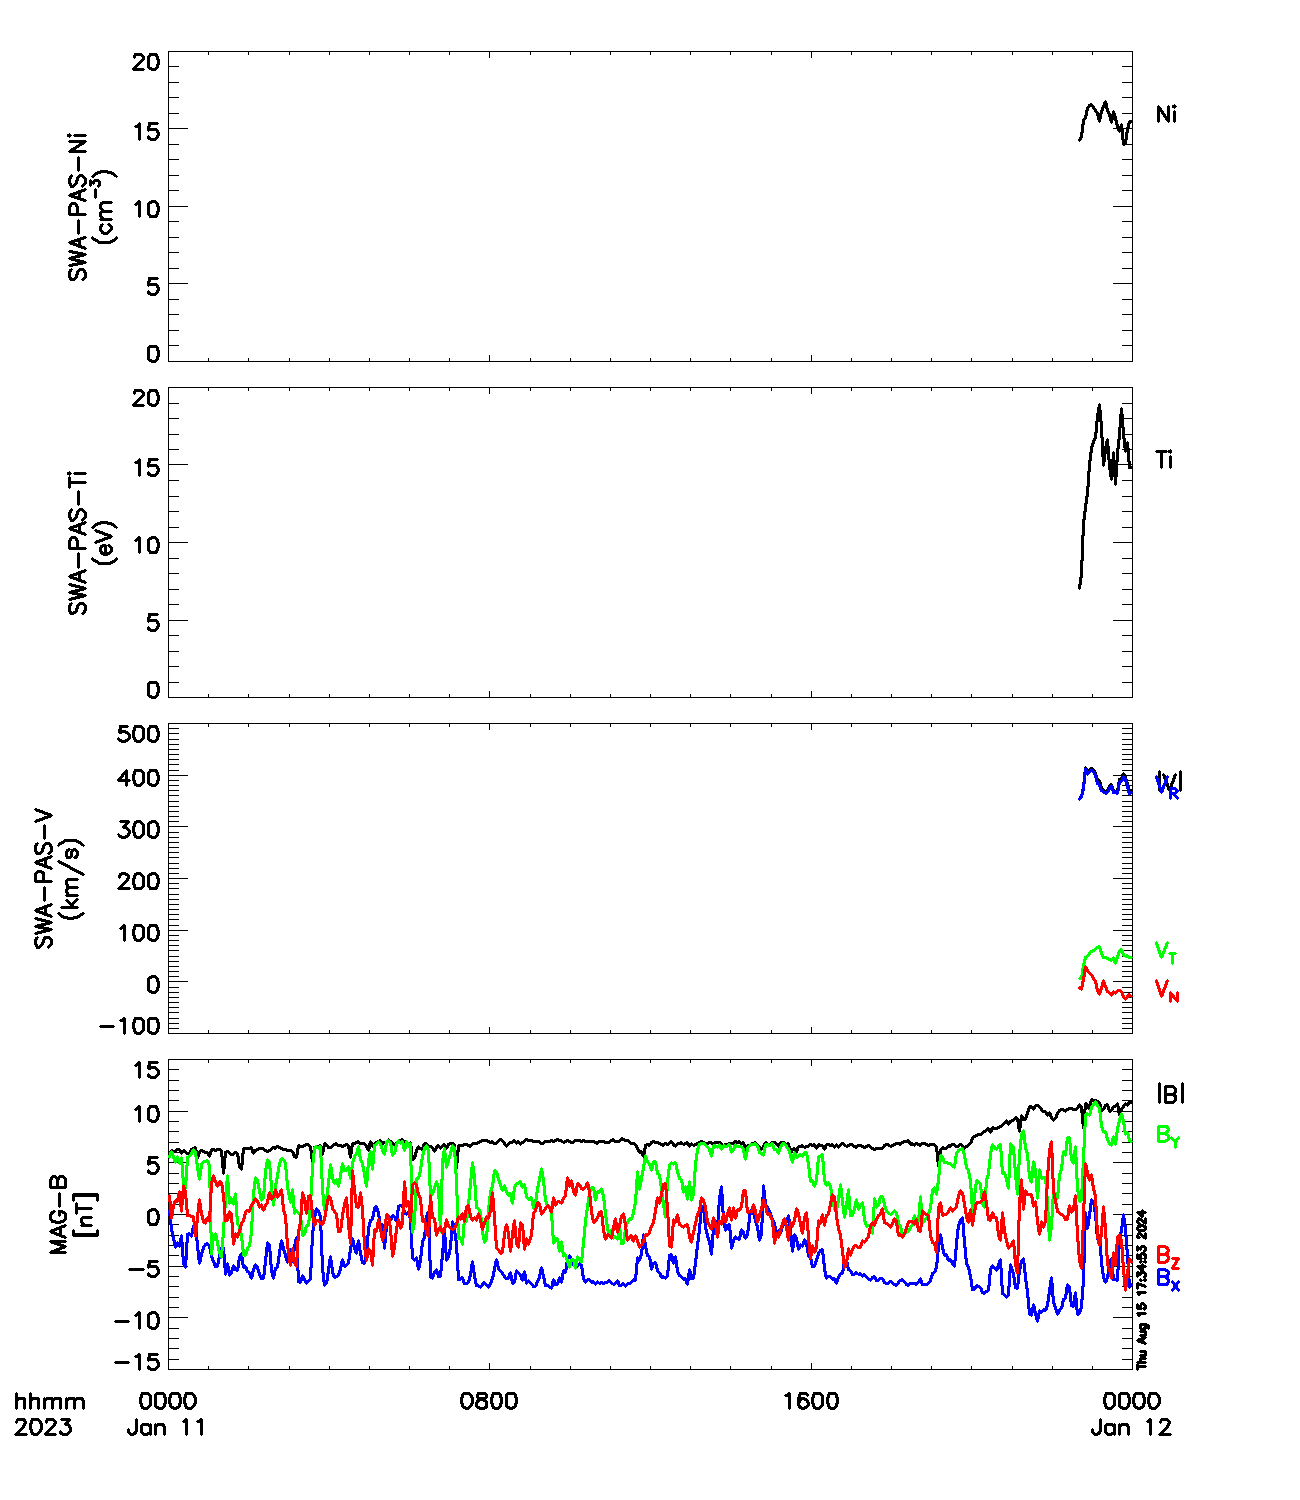 20
15
10
5
0
SWA-PAS-Ni
(cm-3)
Ni
20
15
10
5
0
SWA-PAS-Ti
(eV)
Ti
500
400
300
200
100
0
-100
SWA-PAS-V
(km/s)
|V|
VR
VT
VN
15
10
5
0
-5
-10
-15
MAG-B
[nT]
|B|
BY
BZ
BX
Thu Aug 15 17:34:53 2024
hhmm 0000 0800 1600 0000
2023 Jan 11 Jan 12